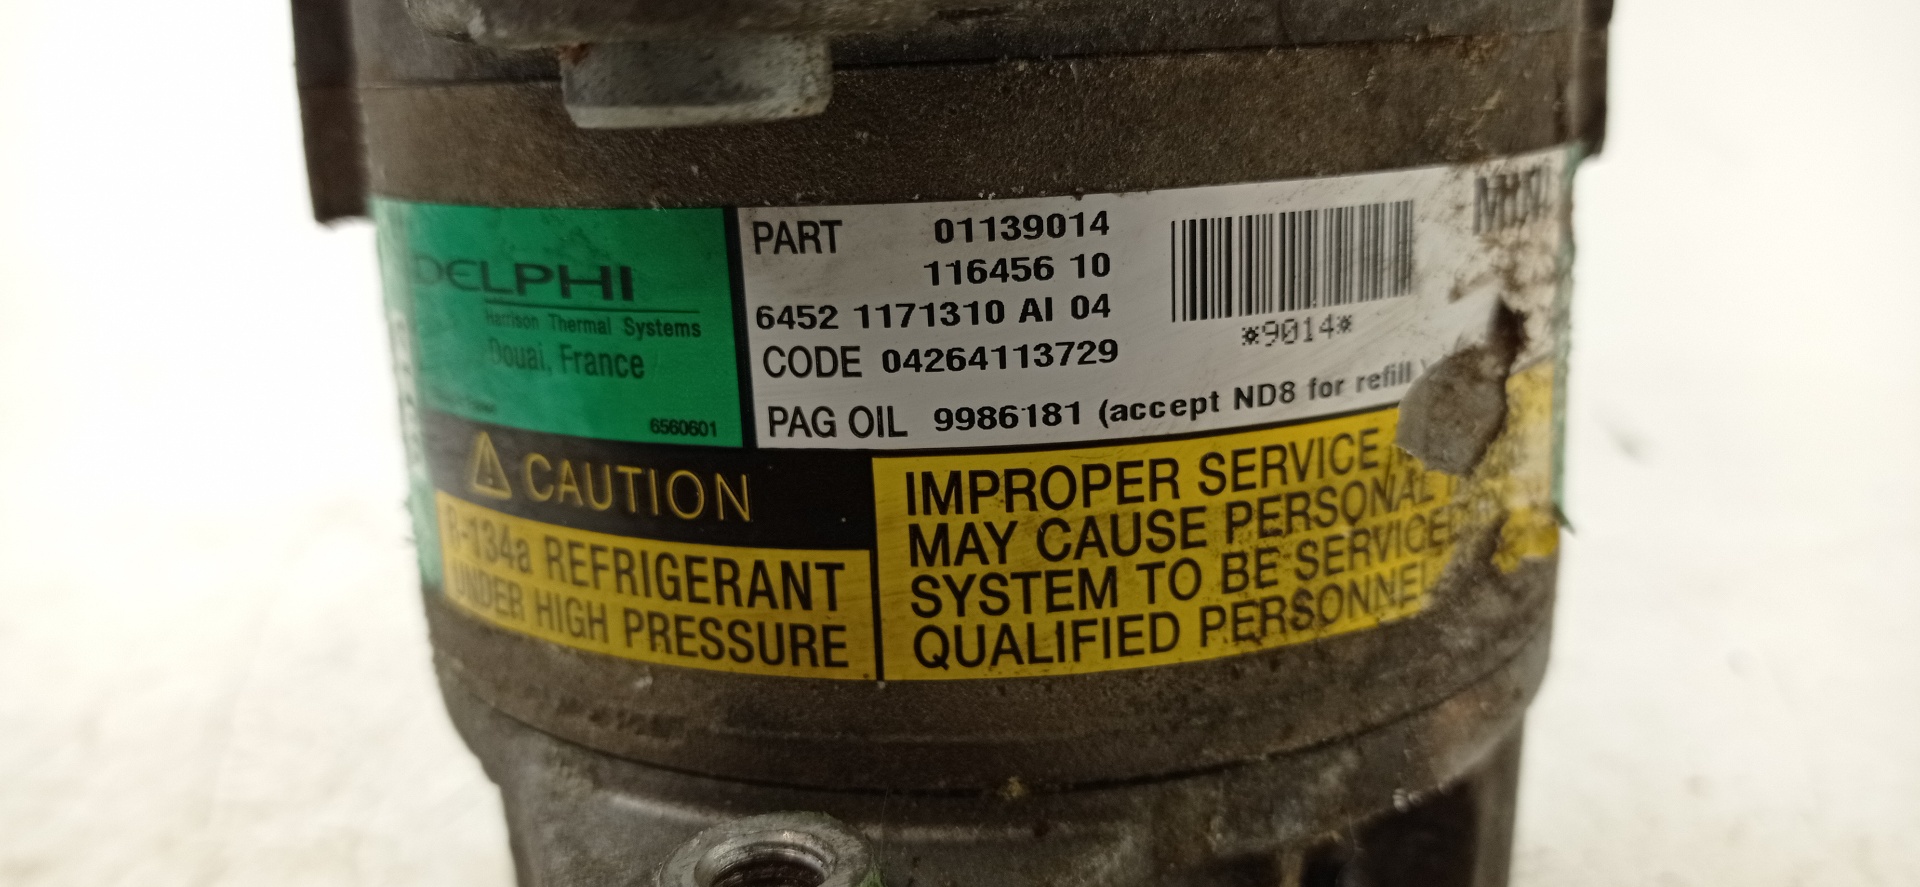 DELPHI
Harrison Thermal Systems
Douai, France
6560601
PART 01139014
116456 10
6452 1171310 AI 04
CODE 04264113729
PAG OIL 9986181 (accept ND8 for refill)
*9014*
CAUTION
R-134a REFRIGERANT
UNDER HIGH PRESSURE
IMPROPER SERVICE
MAY CAUSE PERSONAL
SYSTEM TO BE SERVICED
QUALIFIED PERSONNEL